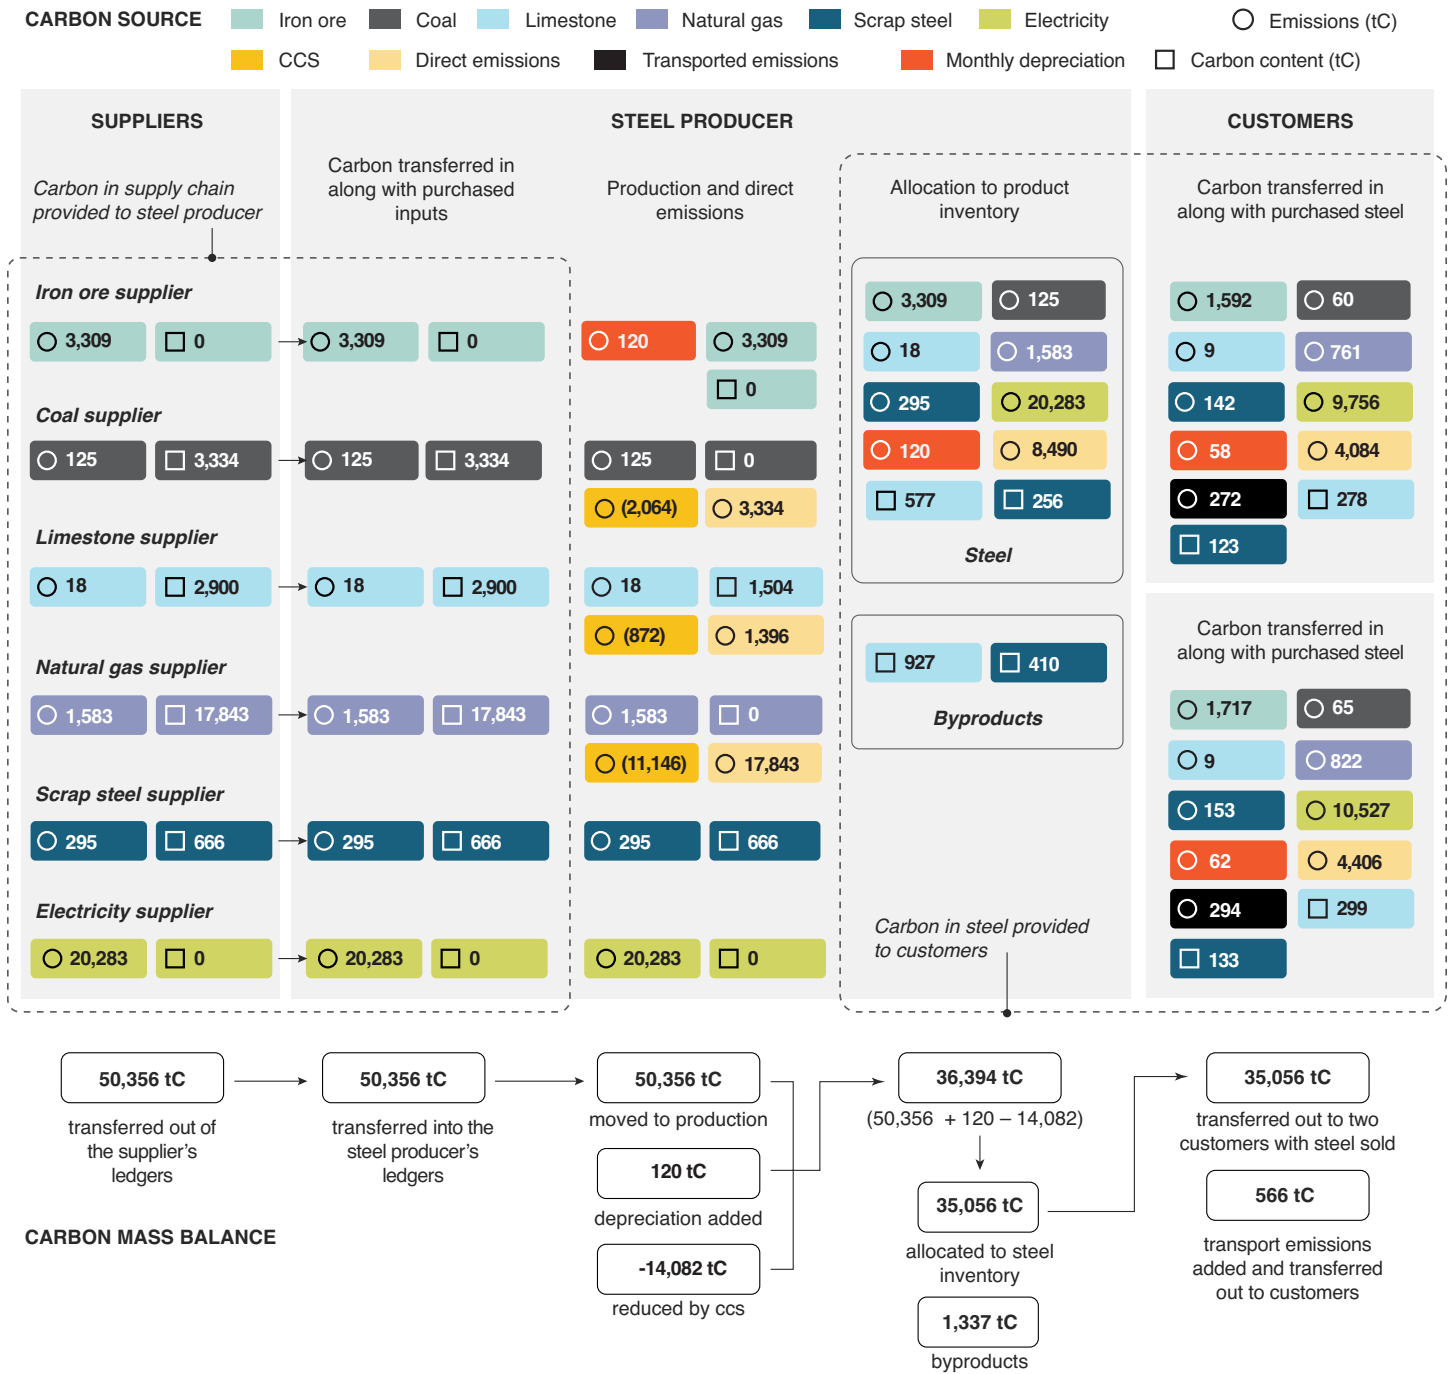 CARBON SOURCE
Iron ore
Coal
Limestone
Natural gas
Scrap steel
Electricity
Emissions (tC)
CCS
Direct emissions
Transported emissions
Monthly depreciation
Carbon content (tC)
SUPPLIERS
STEEL PRODUCER
CUSTOMERS
Carbon in supply chain
provided to steel producer
Carbon transferred in
along with purchased
inputs
Production and direct
emissions
Allocation to product
inventory
Carbon transferred in
along with purchased steel
Iron ore supplier
3,309
0
3,309
0
120
3,309
0
Coal supplier
125
3,334
125
3,334
125
0
(2,064)
3,334
Limestone supplier
18
2,900
18
2,900
18
1,504
(872)
1,396
Natural gas supplier
1,583
17,843
1,583
17,843
1,583
0
(11,146)
17,843
Scrap steel supplier
295
666
295
666
295
666
Electricity supplier
20,283
0
20,283
0
20,283
0
3,309
125
18
1,583
295
20,283
120
8,490
577
256
Steel
927
410
Byproducts
Carbon in steel provided
to customers
1,592
60
9
761
142
9,756
58
4,084
272
278
123
Carbon transferred in
along with purchased steel
1,717
65
9
822
153
10,527
62
4,406
294
299
133
50,356 tC
transferred out of
the supplier's
ledgers
50,356 tC
transferred into the
steel producer's
ledgers
50,356 tC
moved to production
120 tC
depreciation added
-14,082 tC
reduced by ccs
36,394 tC
(50,356 + 120 – 14,082)
35,056 tC
allocated to steel
inventory
1,337 tC
byproducts
35,056 tC
transferred out to two
customers with steel sold
566 tC
transport emissions
added and transferred
out to customers
CARBON MASS BALANCE